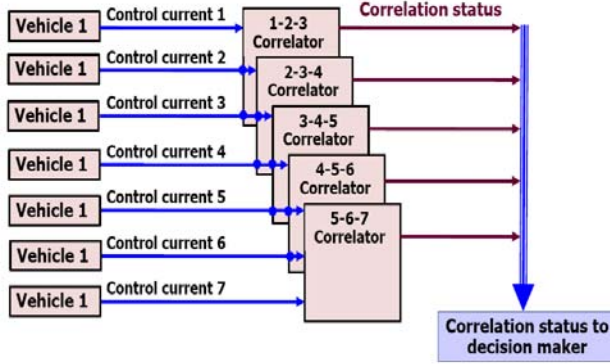 Vehicle 1
Control current 1
1-2-3
Correlator
Correlation status
Vehicle 1
Control current 2
2-3-4
Correlator
Vehicle 1
Control current 3
3-4-5
Correlator
Vehicle 1
Control current 4
4-5-6
Correlator
Vehicle 1
Control current 5
5-6-7
Correlator
Vehicle 1
Control current 6
Vehicle 1
Control current 7
Correlation status to
decision maker